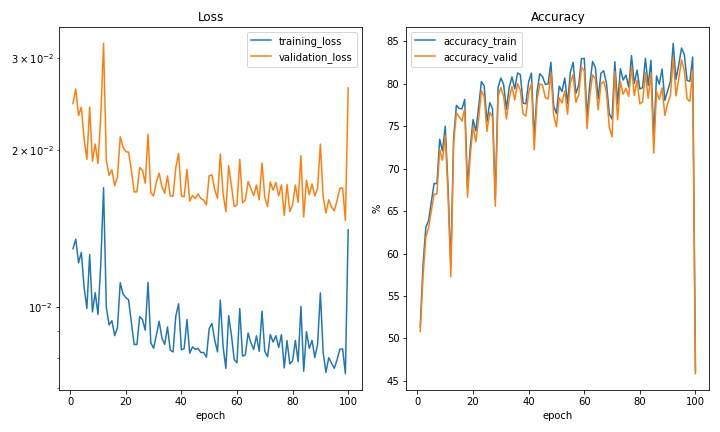 Loss
training_loss
validation_loss
3 × 10⁻²
2 × 10⁻²
10⁻²
0 20 40 60 80 100
epoch
Accuracy
accuracy_train
accuracy_valid
85
80
75
70
65
60
55
50
45
%
0 20 40 60 80 100
epoch